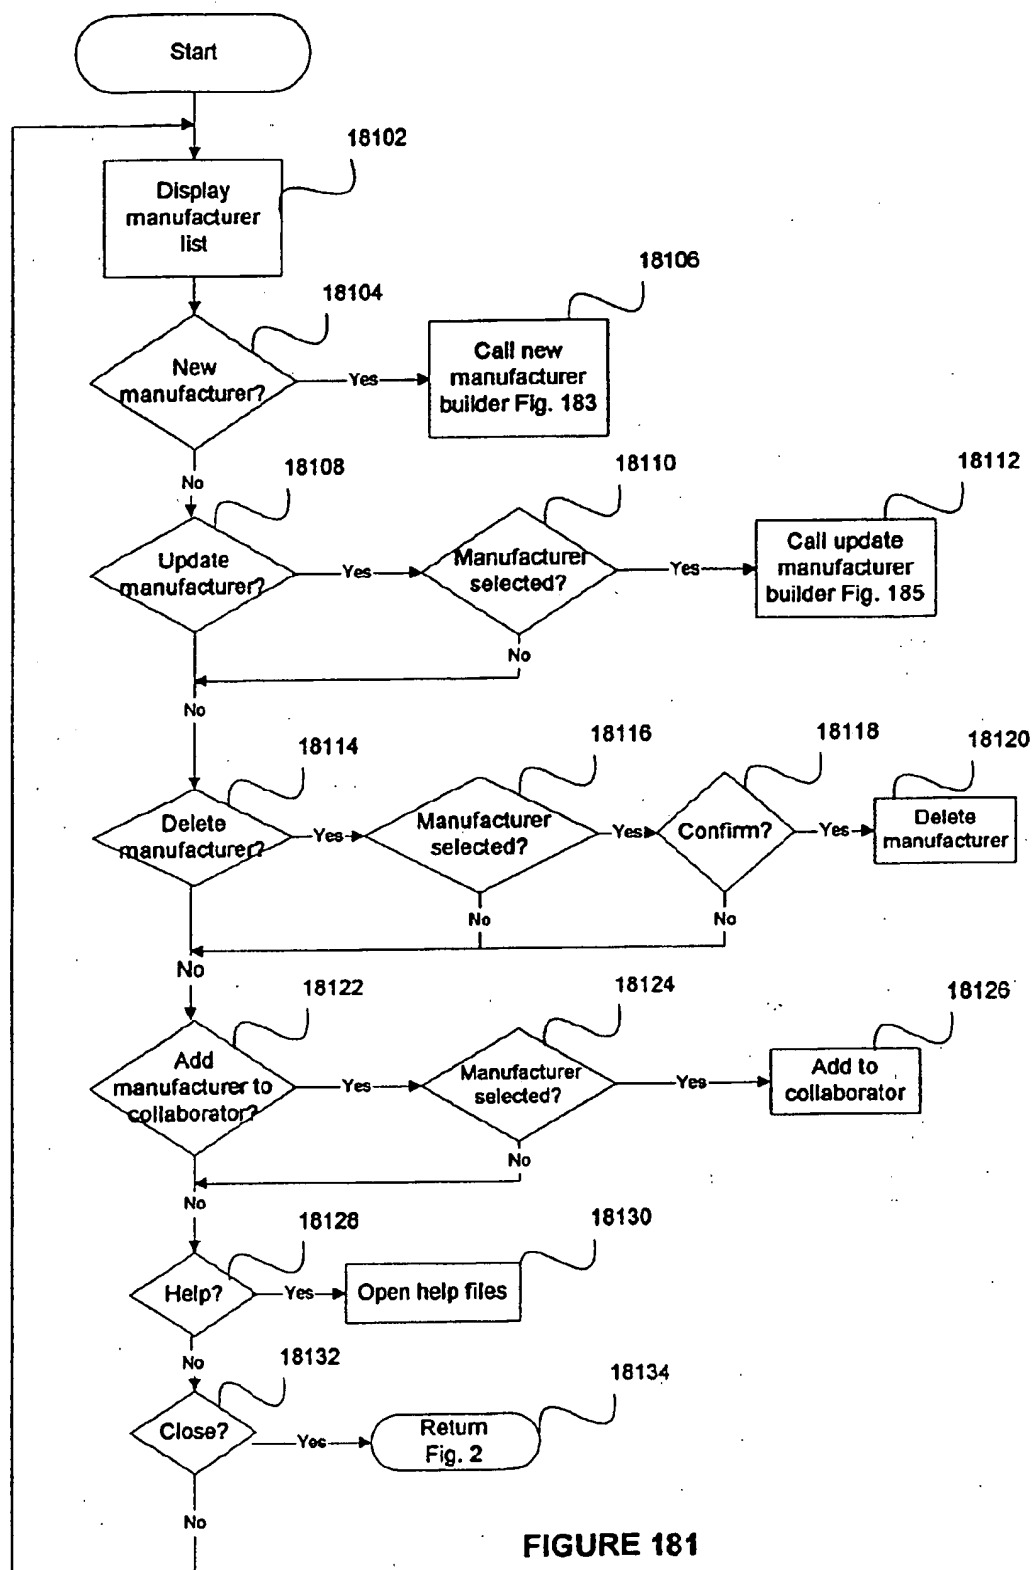 Start
18102
Display
manufacturer
list
18104
18106
New
manufacturer?
Yes
Call new
manufacturer
builder Fig. 183
No
18108
18110
18112
Update
manufacturer?
Yes
Manufacturer
selected?
Yes
Call update
manufacturer
builder Fig. 185
No
No
18114
18116
18118
18120
Delete
manufacturer?
Yes
Manufacturer
selected?
Yes
Confirm?
Yes
Delete
manufacturer
No
No
No
18122
18124
18126
Add
manufacturer to
collaborator?
Yes
Manufacturer
selected?
Yes
Add to
collaborator
No
No
18128
18130
Help?
Yes
Open help files
No
18132
18134
Close?
Yes
Return
Fig. 2
No
FIGURE 181